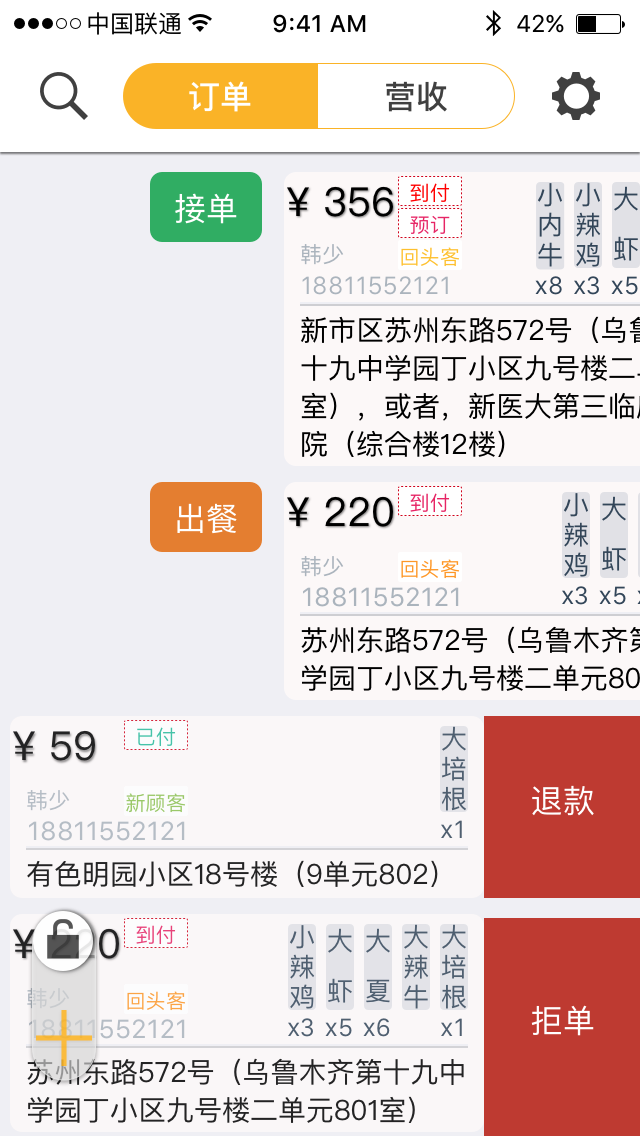 中国联通 9:41 AM 42%
订单 营收
接单
¥ 356 到付
预订
韩少 回头客
18811552121
小内牛 小辣鸡 大虾
x8 x3 x5
新市区苏州东路572号（乌鲁
十九中学园丁小区九号楼二
室），或者，新医大第三临
院（综合楼12楼）
出餐
¥ 220 到付
韩少 回头客
18811552121
小辣鸡 大虾
x3 x5
苏州东路572号（乌鲁木齐第
学园丁小区九号楼二单元80
¥ 59 已付
韩少 新顾客
18811552121
大培根
x1
有色明园小区18号楼（9单元802）
退款
¥ 220 到付
韩少 回头客
18811552121
小辣鸡 大虾 大夏 大辣牛 大培根
x3 x5 x6 x1
苏州东路572号（乌鲁木齐第十九中
学园丁小区九号楼二单元801室）
拒单